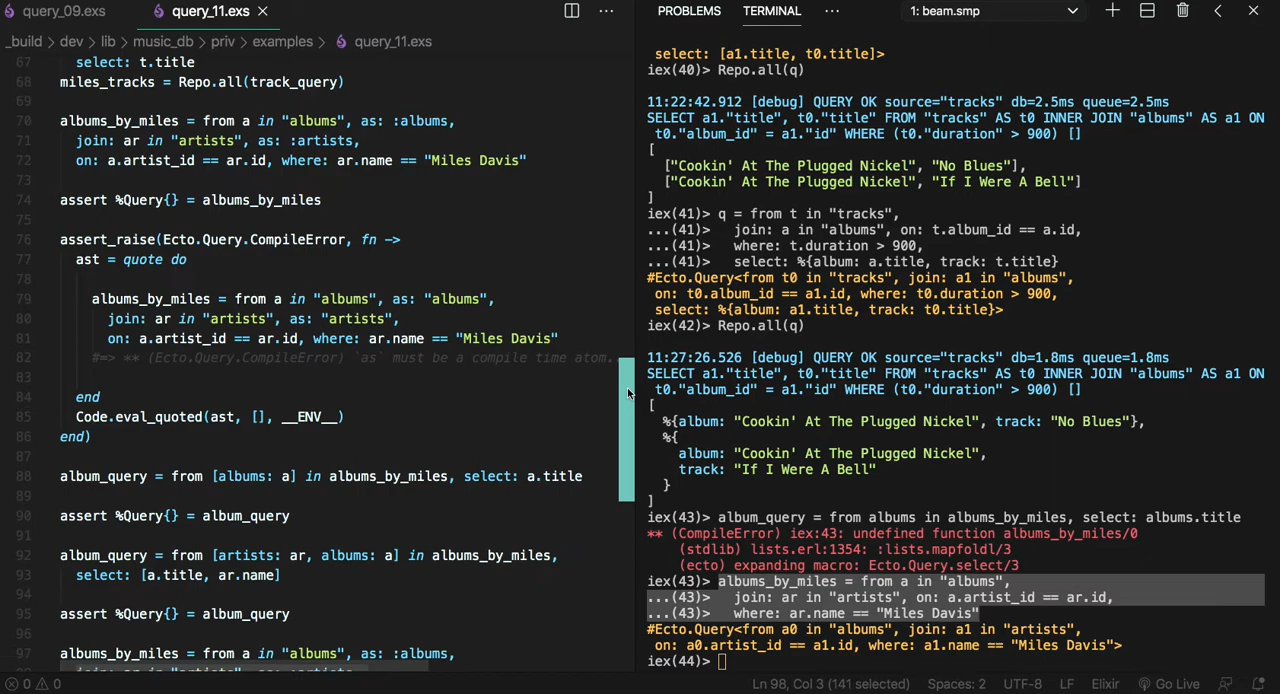 query_09.exs query_11.exs
_build > dev > lib > music_db > priv > examples > query_11.exs
67 select: t.title
68 miles_tracks = Repo.all(track_query)
69
70 albums_by_miles = from a in "albums", as: :albums,
71 join: ar in "artists", as: :artists,
72 on: a.artist_id == ar.id, where: ar.name == "Miles Davis"
73
74 assert %Query{} = albums_by_miles
75
76 assert_raise(Ecto.Query.CompileError, fn ->
77 ast = quote do
78
79 albums_by_miles = from a in "albums", as: "albums",
80 join: ar in "artists", as: "artists",
81 on: a.artist_id == ar.id, where: ar.name == "Miles Davis"
82 #=> ** (Ecto.Query.CompileError) `as` must be a compile time atom.
83
84 end
85 Code.eval_quoted(ast, [], __ENV__)
86 end)
87
88 album_query = from [albums: a] in albums_by_miles, select: a.title
89
90 assert %Query{} = album_query
91
92 album_query = from [artists: ar, albums: a] in albums_by_miles,
93 select: [a.title, ar.name]
94
95 assert %Query{} = album_query
96
97 albums_by_miles = from a in "albums", as: :albums,
PROBLEMS TERMINAL ··· 1: beam.smp
select: [a1.title, t0.title]>
iex(40)> Repo.all(q)
11:22:42.912 [debug] QUERY OK source="tracks" db=2.5ms queue=2.5ms
SELECT a1."title", t0."title" FROM "tracks" AS t0 INNER JOIN "albums" AS a1 ON
t0."album_id" = a1."id" WHERE (t0."duration" > 900) []
[
["Cookin' At The Plugged Nickel", "No Blues"],
["Cookin' At The Plugged Nickel", "If I Were A Bell"]
]
iex(41)> q = from t in "tracks",
...(41)> join: a in "albums", on: t.album_id == a.id,
...(41)> where: t.duration > 900,
...(41)> select: %{album: a.title, track: t.title}
#Ecto.Query<from t0 in "tracks", join: a1 in "albums",
on: t0.album_id == a1.id, where: t0.duration > 900,
select: %{album: a1.title, track: t0.title}>
iex(42)> Repo.all(q)
11:27:26.526 [debug] QUERY OK source="tracks" db=1.8ms queue=1.8ms
SELECT a1."title", t0."title" FROM "tracks" AS t0 INNER JOIN "albums" AS a1 ON
t0."album_id" = a1."id" WHERE (t0."duration" > 900) []
[
%{album: "Cookin' At The Plugged Nickel", track: "No Blues"},
%{
album: "Cookin' At The Plugged Nickel",
track: "If I Were A Bell"
}
]
iex(43)> album_query = from albums in albums_by_miles, select: albums.title
** (CompileError) iex:43: undefined function albums_by_miles/0
(stdlib) lists.erl:1354: :lists.mapfoldl/3
(ecto) expanding macro: Ecto.Query.select/3
iex(43)> albums_by_miles = from a in "albums",
...(43)> join: ar in "artists", on: a.artist_id == ar.id,
...(43)> where: ar.name == "Miles Davis"
#Ecto.Query<from a0 in "albums", join: a1 in "artists",
on: a0.artist_id == a1.id, where: a1.name == "Miles Davis">
iex(44)>
0 0 Ln 98, Col 3 (141 selected) Spaces: 2 UTF-8 LF Elixir Go Live